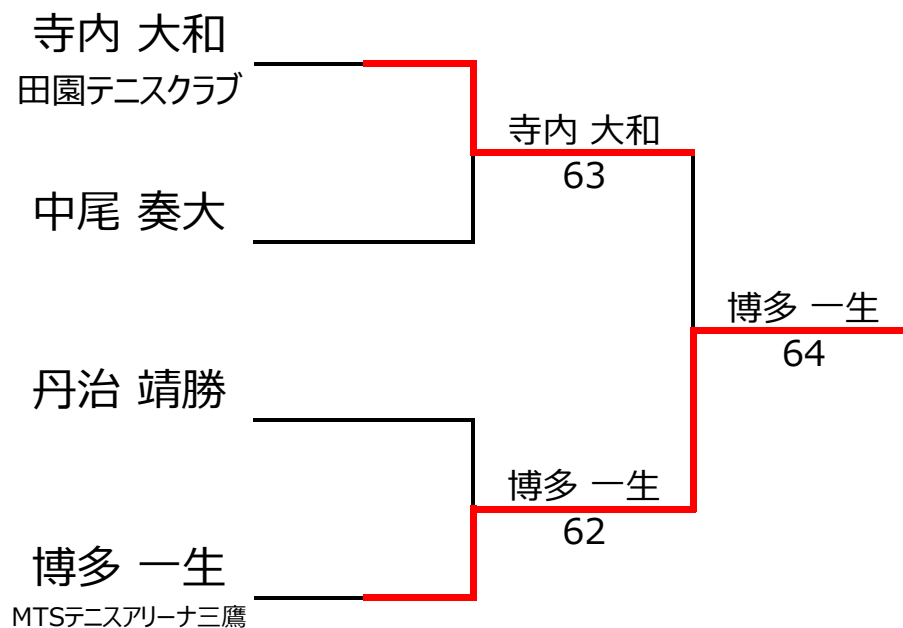 寺内 大和
田園テニスクラブ
寺内 大和
63
中尾 奏大
博多 一生
64
丹治 靖勝
博多 一生
62
博多 一生
MTSテニスアリーナ三鷹